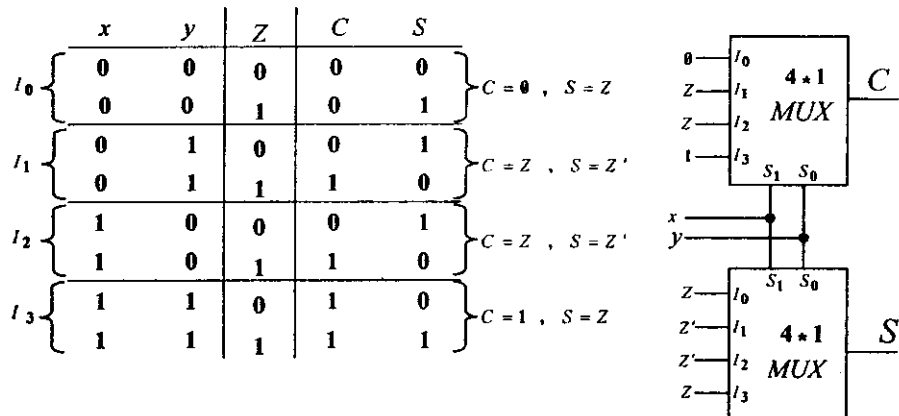 x y Z C S
I0 0 0 0 0 0 C = 0 , S = Z
0 0 1 0 1
I1 0 1 0 0 1 C = Z , S = Z'
0 1 1 1 0
I2 1 0 0 0 1 C = Z , S = Z'
1 0 1 1 0
I3 1 1 0 1 0 C = 1 , S = Z
1 1 1 1 1
0 I0
Z I1
Z I2
1 I3
4 * 1
MUX
C
S1 S0
x
y
S1 S0
Z I0
Z' I1
Z' I2
Z I3
4 * 1
MUX
S